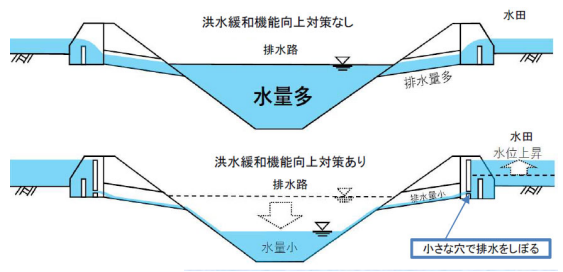 洪水緩和機能向上対策なし
水田
排水路
排水量多
水量多
水田
洪水緩和機能向上対策あり
水位上昇
排水路
排水量小
水量小
小さな穴で排水をしぼる